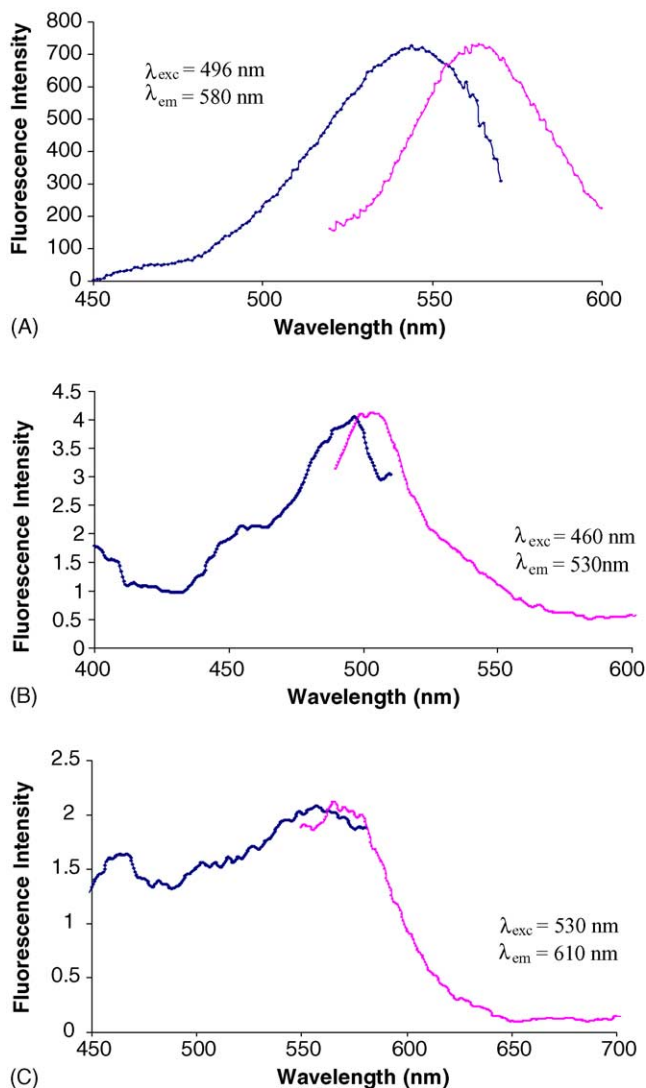 800
700
600
500
400
300
200
100
0
Fluorescence Intensity
λexc = 496 nm
λem = 580 nm
450 500 550 600
Wavelength (nm)
(A)
4.5
4
3.5
3
2.5
2
1.5
1
0.5
0
Fluorescence Intensity
λexc = 460 nm
λem = 530nm
400 450 500 550 600
Wavelength (nm)
(B)
2.5
2
1.5
1
0.5
0
Fluorescence Intensity
λexc = 530 nm
λem = 610 nm
450 500 550 600 650 700
Wavelength (nm)
(C)